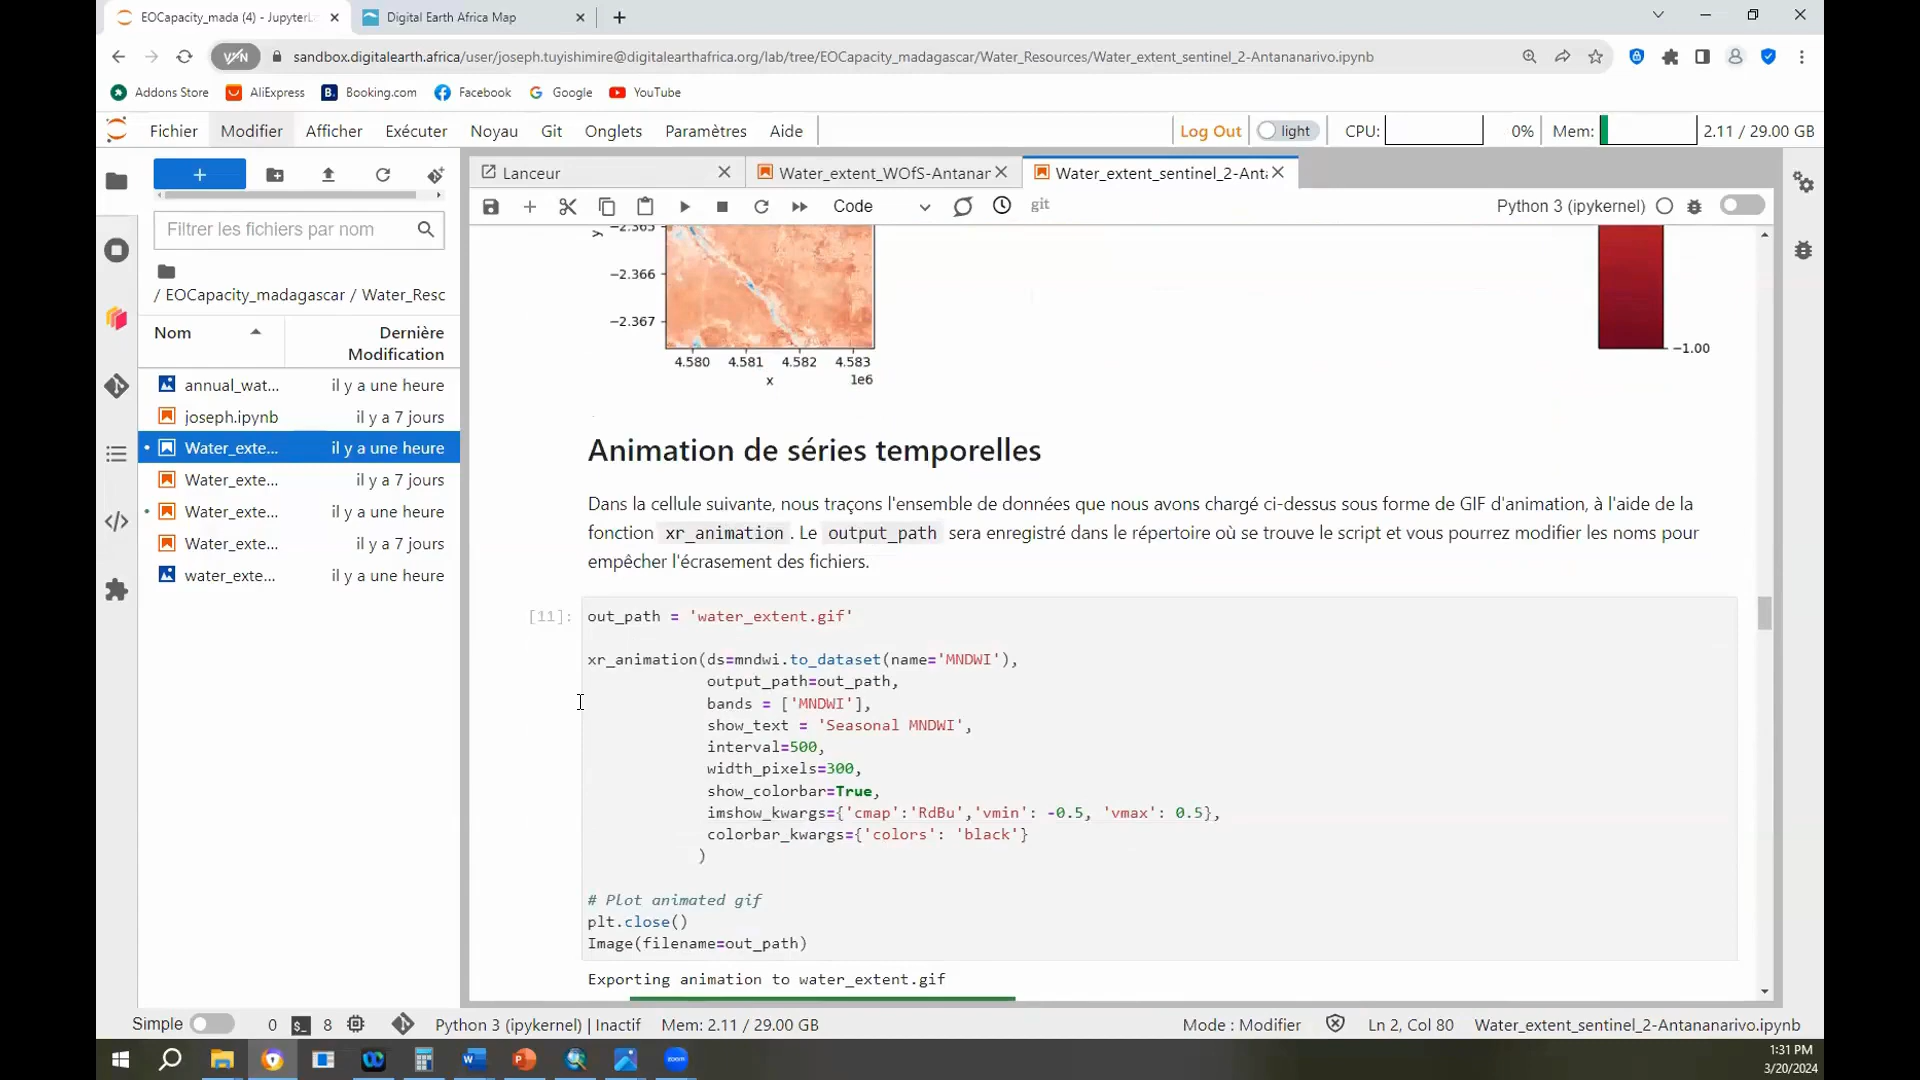 EOCapacity_mada (4) - JupyterL
Digital Earth Africa Map
VPN
sandbox.digitalearth.africa/user/joseph.tuyishimire@digitalearthafrica.org/lab/tree/EOCapacity_madagascar/Water_Resources/Water_extent_sentinel_2-Antananarivo.ipynb
Addons Store
AliExpress
Booking.com
Facebook
Google
YouTube
Fichier
Modifier
Afficher
Exécuter
Noyau
Git
Onglets
Paramètres
Aide
Log Out
light
CPU:
0%
Mem:
2.11 / 29.00 GB
Lanceur
Water_extent_WOfS-Antanar
Water_extent_sentinel_2-Anta
Code
git
Python 3 (ipykernel)
Filtrer les fichiers par nom
/ EOCapacity_madagascar / Water_Resc
Nom
Dernière
Modification
annual_wat... il y a une heure
joseph.ipynb il y a 7 jours
Water_exte... il y a une heure
Water_exte... il y a 7 jours
Water_exte... il y a une heure
Water_exte... il y a 7 jours
water_exte... il y a une heure
y
−2.365
−2.366
−2.367
4.580 4.581 4.582 4.583
x
1e6
−1.00
Animation de séries temporelles
Dans la cellule suivante, nous traçons l'ensemble de données que nous avons chargé ci-dessus sous forme de GIF d'animation, à l'aide de la
fonction xr_animation . Le output_path sera enregistré dans le répertoire où se trouve le script et vous pourrez modifier les noms pour
empêcher l'écrasement des fichiers.
[11]:
out_path = 'water_extent.gif'
xr_animation(ds=mndwi.to_dataset(name='MNDWI'),
output_path=out_path,
bands = ['MNDWI'],
show_text = 'Seasonal MNDWI',
interval=500,
width_pixels=300,
show_colorbar=True,
imshow_kwargs={'cmap':'RdBu','vmin': -0.5, 'vmax': 0.5},
colorbar_kwargs={'colors': 'black'}
)
# Plot animated gif
plt.close()
Image(filename=out_path)
Exporting animation to water_extent.gif
Simple
0
8
Python 3 (ipykernel) | Inactif
Mem: 2.11 / 29.00 GB
Mode : Modifier
Ln 2, Col 80
Water_extent_sentinel_2-Antananarivo.ipynb
zoom
1:31 PM
3/20/2024